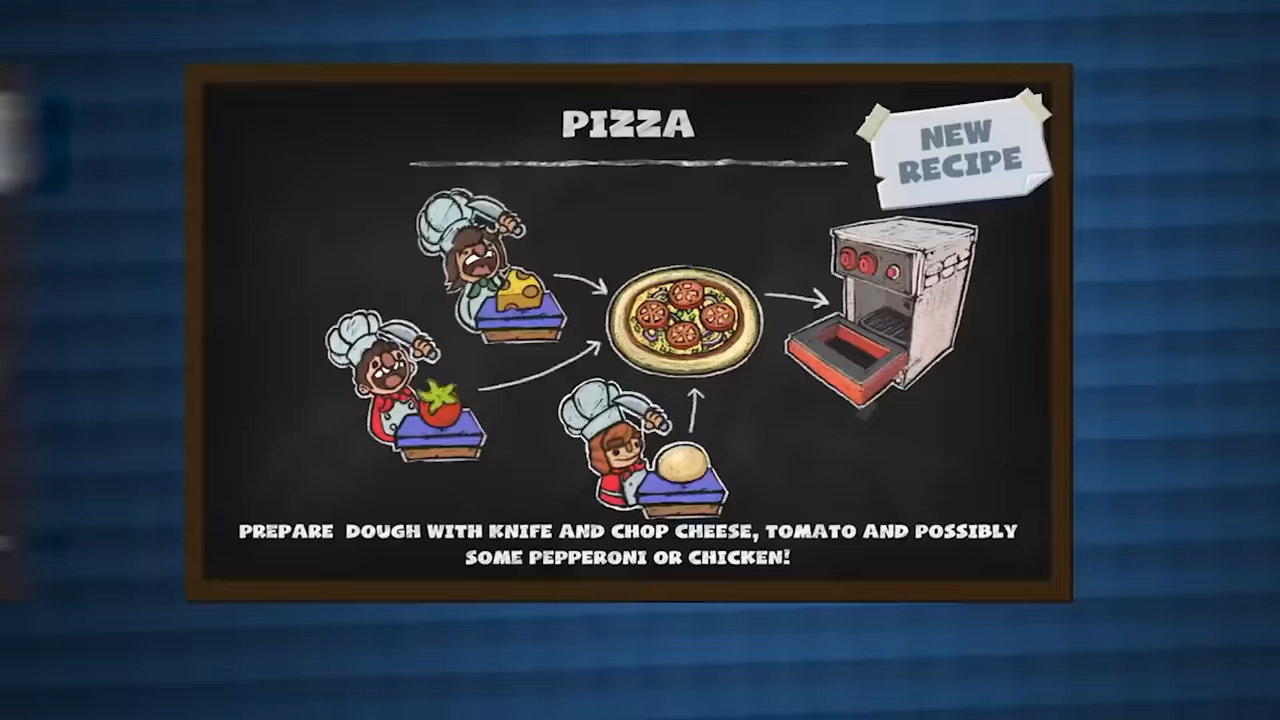 PIZZA
NEW
RECIPE
PREPARE DOUGH WITH KNIFE AND CHOP CHEESE, TOMATO AND POSSIBLY
SOME PEPPERONI OR CHICKEN!